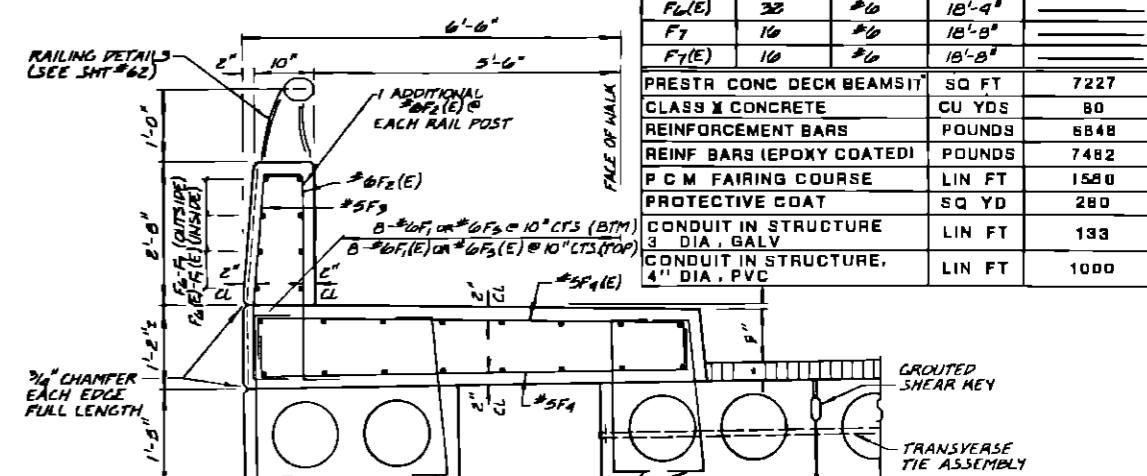 6'-6"
RAILING DETAILS
(SEE SHT #62)
2"
10"
5'-6"
1'-0"
1 ADDITIONAL
#6F2(E) @
EACH RAIL POST
FACE OF WALK
#6F2(E)
#5F3
8-#6F1 OR #6F5 @ 10" CTS (BTM)
8-#6F1(E) OR #6F5(E) @ 10" CTS (TOP)
2'-8"
F6-F7 (OUTSIDE)
F6(E)-F7(E) (INSIDE)
2"
CL
2"
CL
2"
CL
#5F4(E)
1'-2½
8"
3/4" CHAMFER
EACH EDGE
FULL LENGTH
2"
CL
#5F4
1'-9"
GROUTED
SHEAR KEY
TRANSVERSE
TIE ASSEMBLY
F6(E) 32 #6 18'-4"
F7 16 #6 18'-8"
F7(E) 16 #6 18'-8"
PRESTR CONC DECK BEAMS 17" SQ FT 7227
CLASS X CONCRETE CU YDS 80
REINFORCEMENT BARS POUNDS 6848
REINF BARS (EPOXY COATED) POUNDS 7482
P C M FAIRING COURSE LIN FT 1580
PROTECTIVE COAT SQ YD 280
CONDUIT IN STRUCTURE
3 DIA, GALV LIN FT 133
CONDUIT IN STRUCTURE,
4" DIA, PVC LIN FT 1000